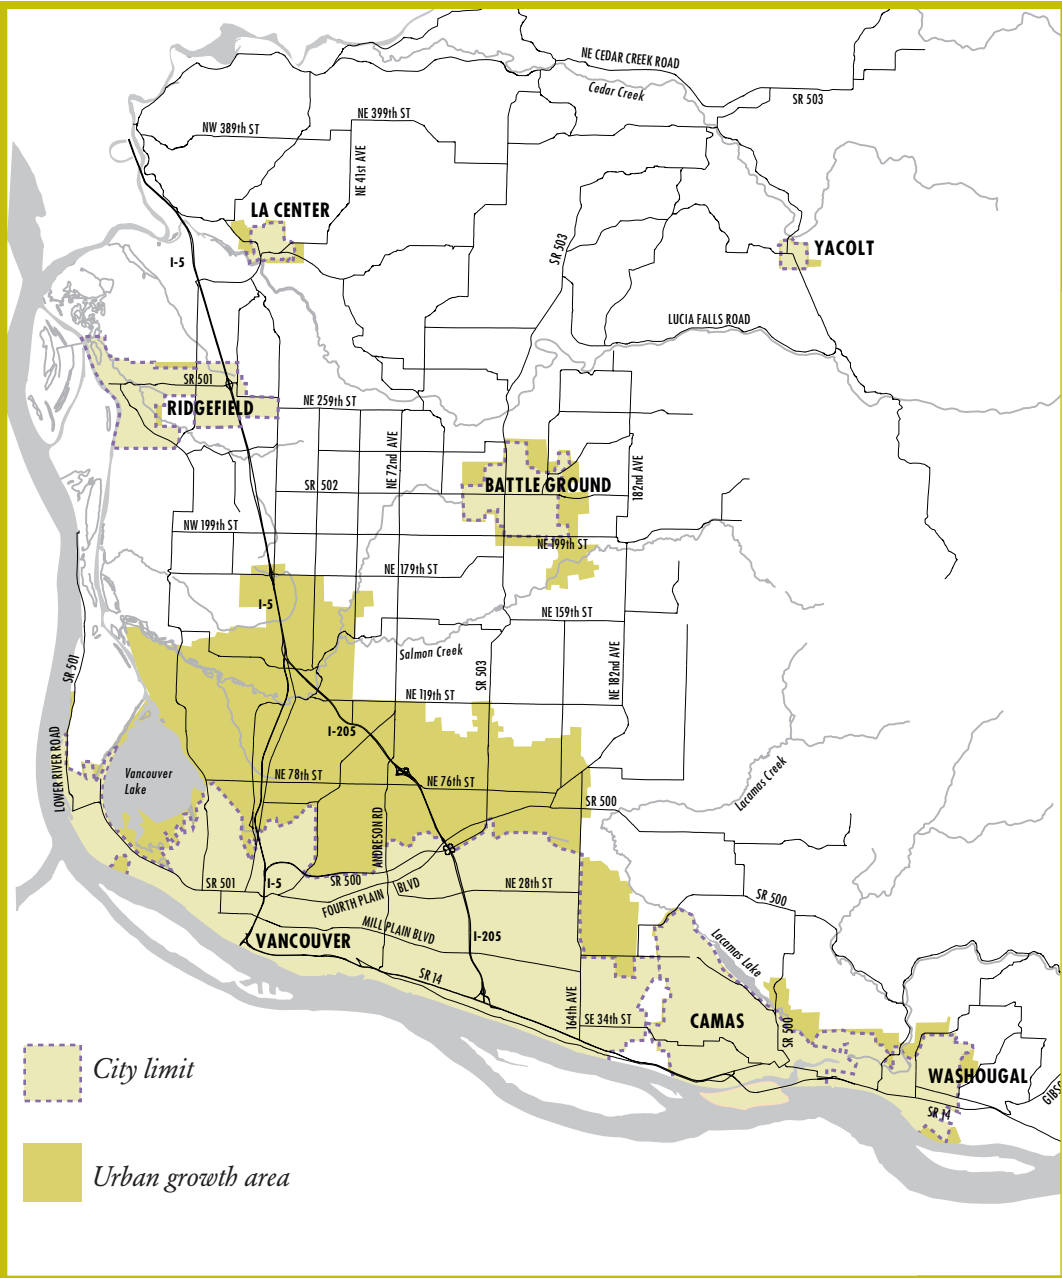 NE CEDAR CREEK ROAD
Cedar Creek
SR 503
NE 399th ST
NW 389th ST
NE 41st AVE
LA CENTER
SR 503
YACOLT
I-5
LUCIA FALLS ROAD
SR 501
RIDGEFIELD
NE 259th ST
NE 72nd AVE
182nd AVE
SR 502
BATTLE GROUND
NW 199th ST
NE 199th ST
NE 179th ST
I-5
NE 159th ST
Salmon Creek
SR 503
NE 182nd AVE
SR 501
NE 119th ST
I-205
LOWER RIVER ROAD
Vancouver
Lake
NE 78th ST
NE 76th ST
Lacamas Creek
SR 500
ANDRESON RD
SR 501
I-5
SR 500
FOURTH PLAIN BLVD
NE 28th ST
SR 500
MILL PLAIN BLVD
VANCOUVER
I-205
Lacamas Lake
SR 14
164th AVE
SE 34th ST
CAMAS
SR 500
WASHOUGAL
SR 14
City limit
Urban growth area